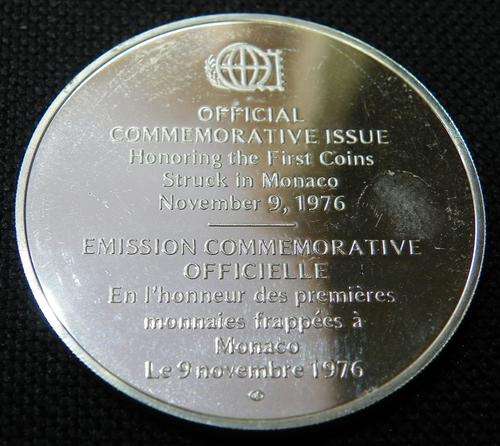 OFFICIAL
COMMEMORATIVE ISSUE
Honoring the First Coins
Struck in Monaco
November 9, 1976
EMISSION COMMEMORATIVE
OFFICIELLE
En l'honneur des premières
monnaies frappées à
Monaco
Le 9 novembre 1976